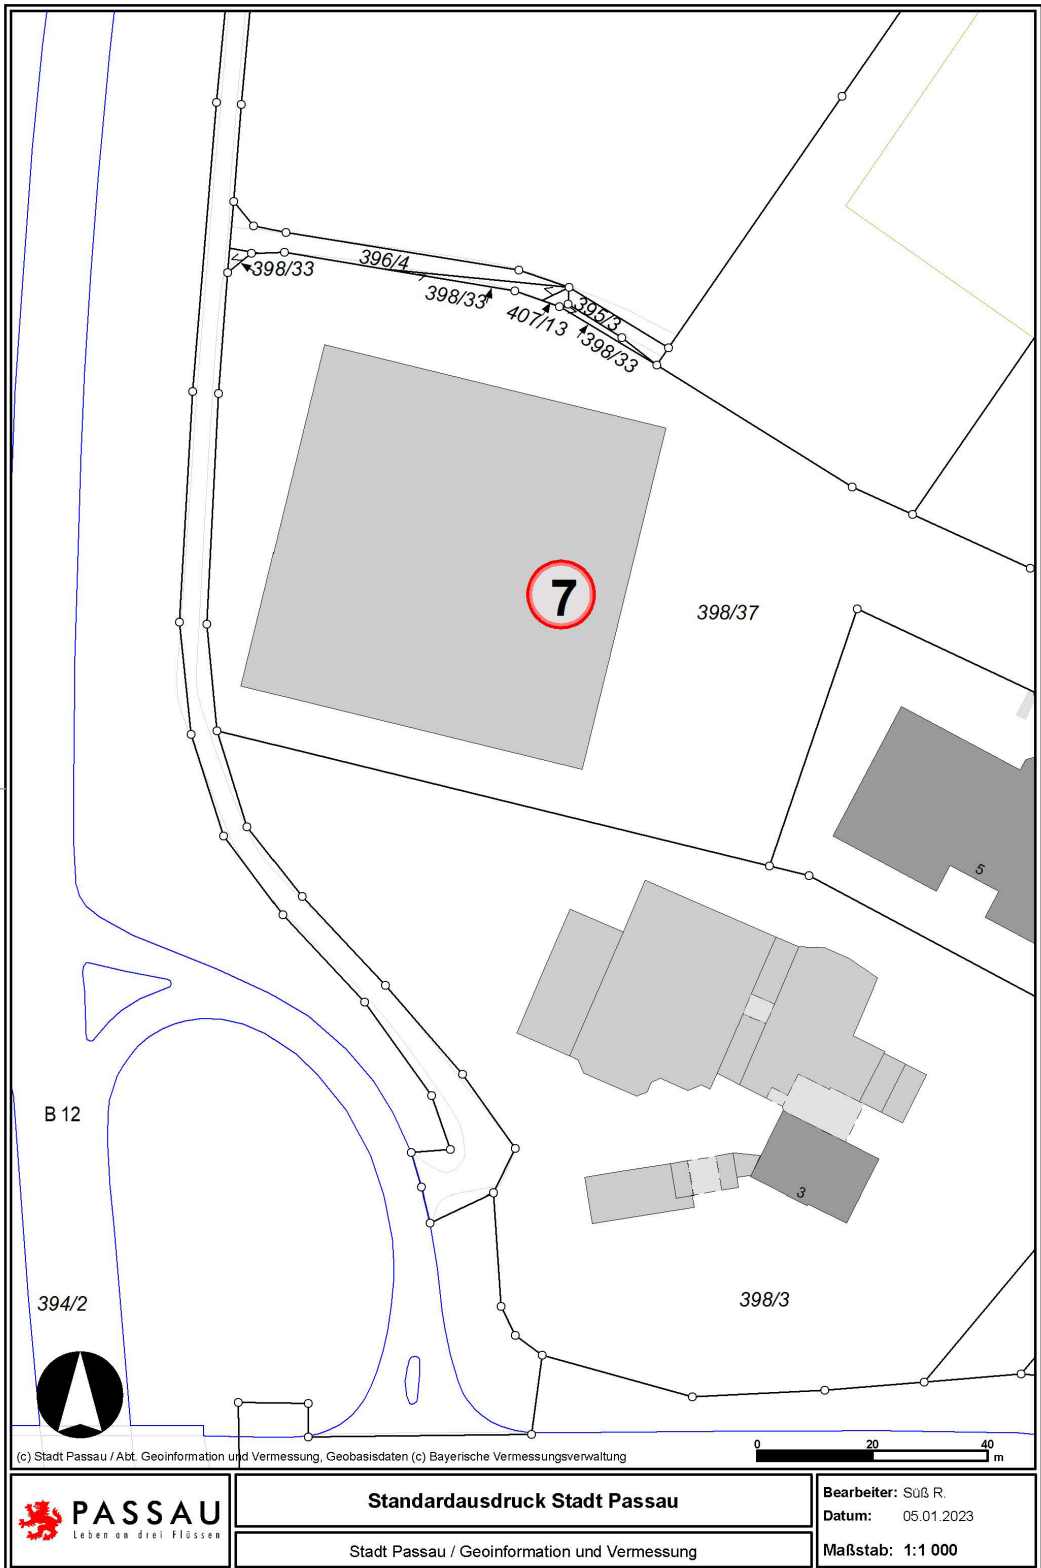 396/4
398/33
398/33
395/3
407/13
398/33
7
398/37
5
B 12
3
394/2
398/3
(c) Stadt Passau / Abt. Geoinformation und Vermessung, Geobasisdaten (c) Bayerische Vermessungsverwaltung
0 20 40
m
PASSAU
Leben an drei Flüssen
Standardausdruck Stadt Passau
Stadt Passau / Geoinformation und Vermessung
Bearbeiter: Süß R.
Datum: 05.01.2023
Maßstab: 1:1 000